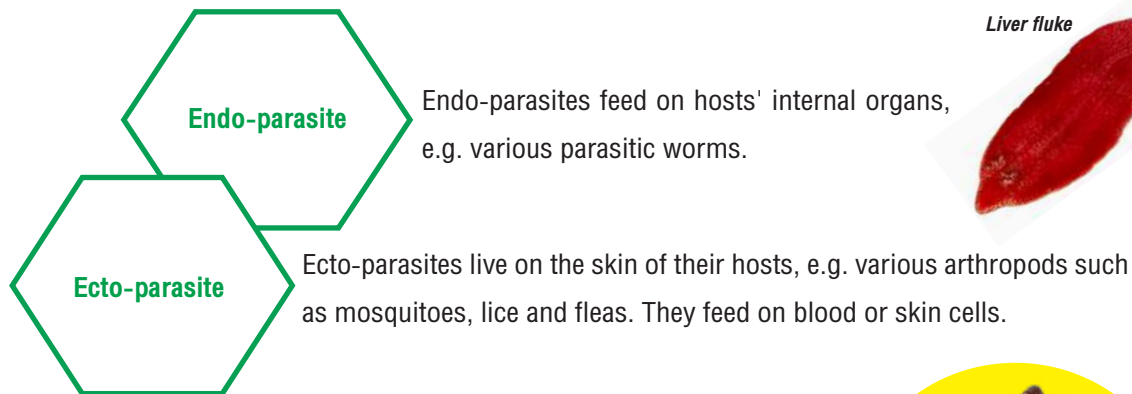 Liver fluke
Endo-parasite
Endo-parasites feed on hosts' internal organs,
e.g. various parasitic worms.
Ecto-parasite
Ecto-parasites live on the skin of their hosts, e.g. various arthropods such
as mosquitoes, lice and fleas. They feed on blood or skin cells.